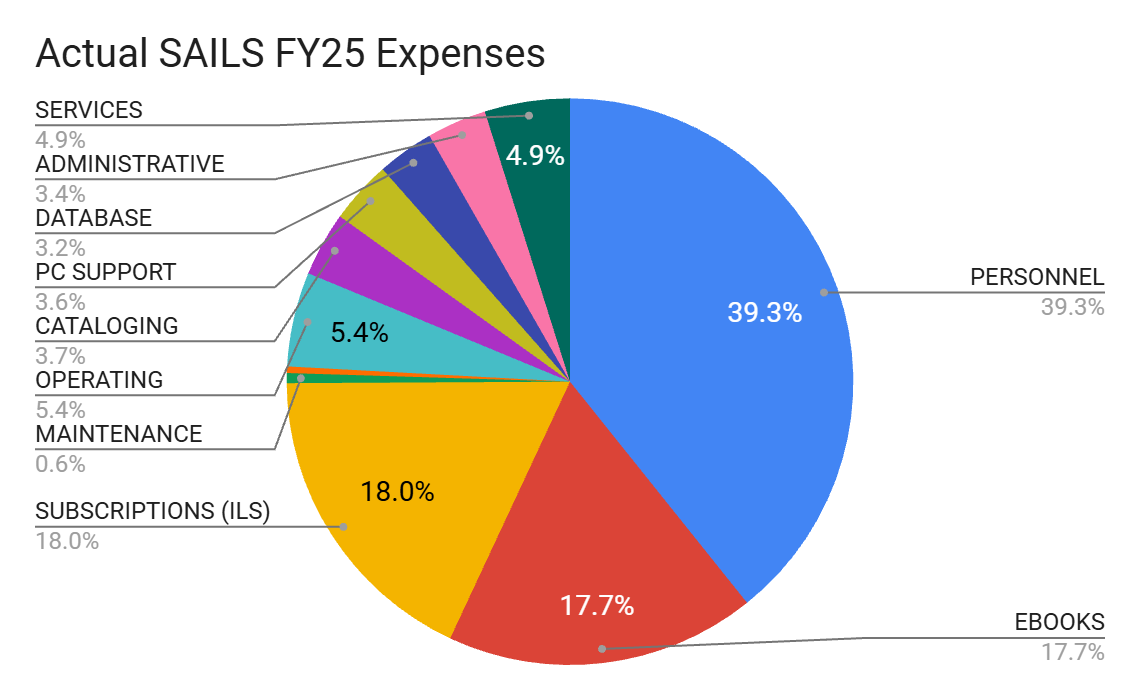 Actual SAILS FY25 Expenses
SERVICES
4.9%
ADMINISTRATIVE
3.4%
DATABASE
3.2%
PC SUPPORT
3.6%
CATALOGING
3.7%
OPERATING
5.4%
MAINTENANCE
0.6%
SUBSCRIPTIONS (ILS)
18.0%
4.9%
39.3%
5.4%
18.0%
17.7%
PERSONNEL
39.3%
EBOOKS
17.7%